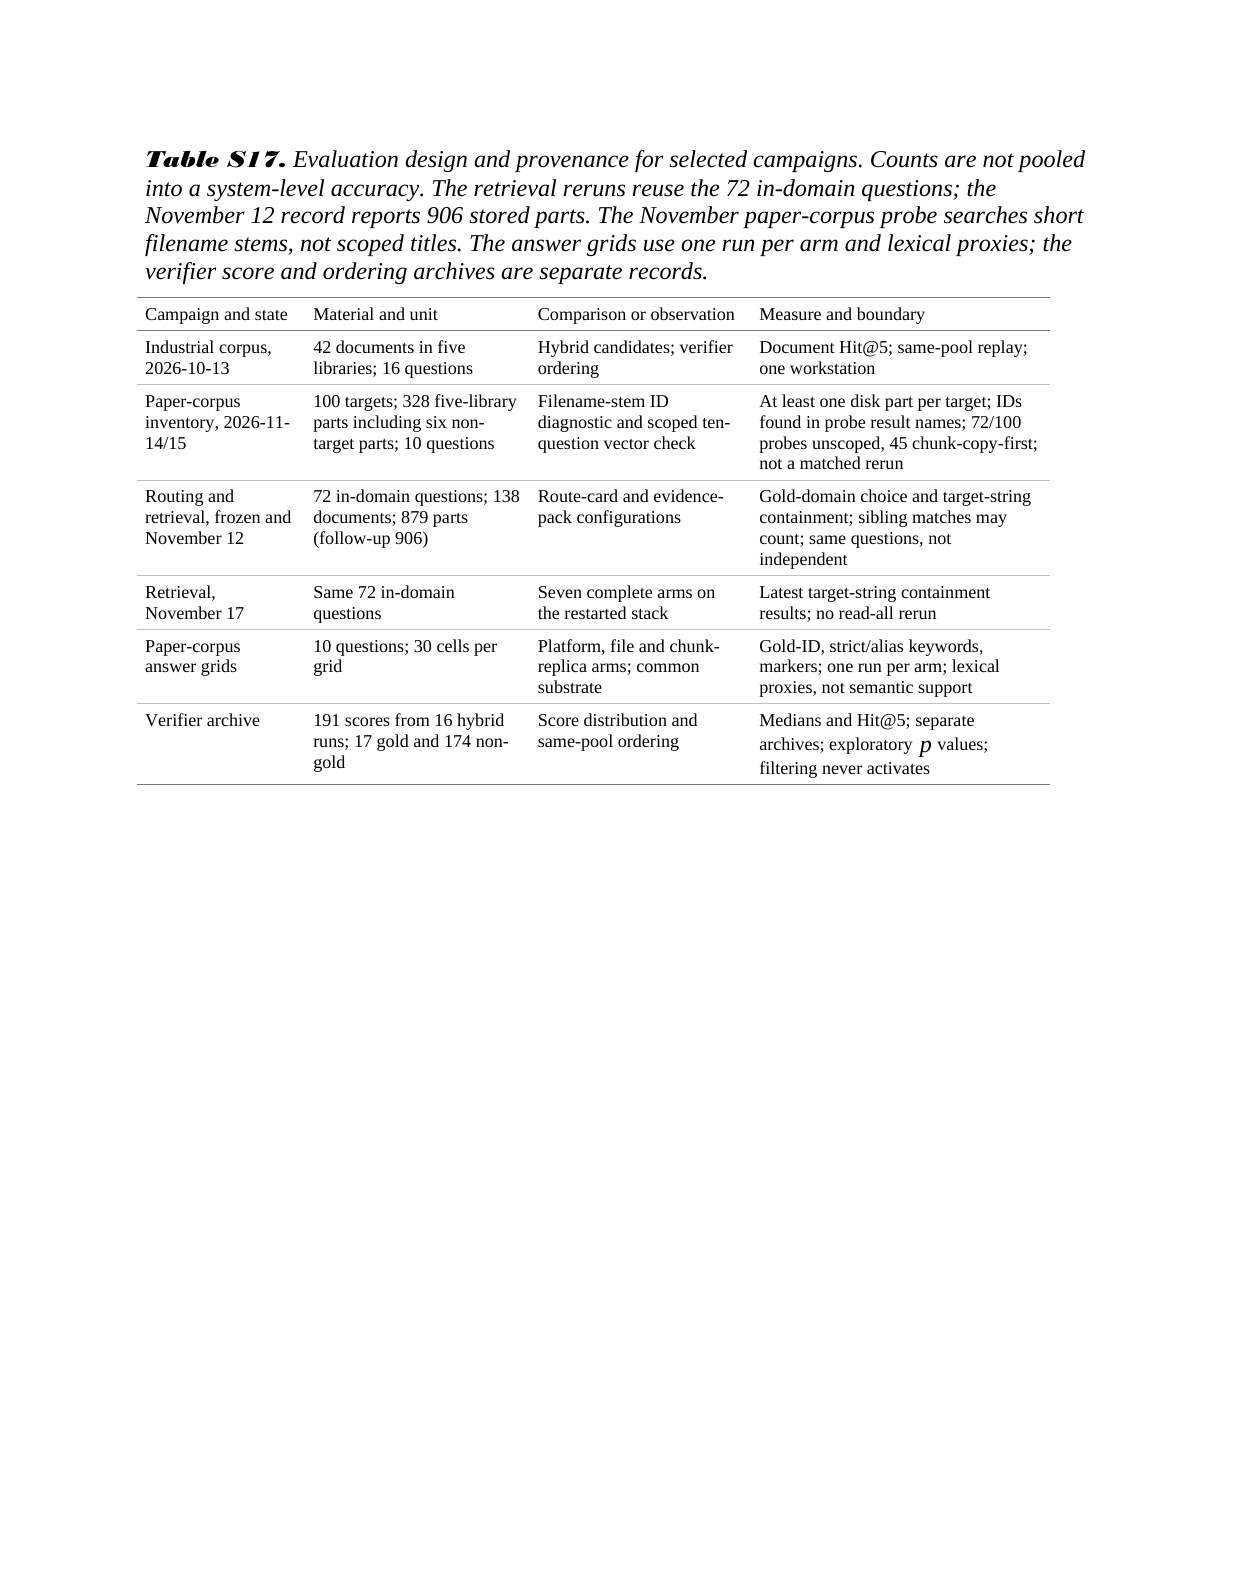 Table S17. Evaluation design and provenance for selected campaigns. Counts are not pooled
into a system-level accuracy. The retrieval reruns reuse the 72 in-domain questions; the
November 12 record reports 906 stored parts. The November paper-corpus probe searches short
filename stems, not scoped titles. The answer grids use one run per arm and lexical proxies; the
verifier score and ordering archives are separate records.
Campaign and state Material and unit Comparison or observation Measure and boundary
Industrial corpus, 42 documents in five Hybrid candidates; verifier Document Hit@5; same-pool replay;
2026-10-13 libraries; 16 questions ordering one workstation
Paper-corpus 100 targets; 328 five-library Filename-stem ID At least one disk part per target; IDs
inventory, 2026-11- parts including six non- diagnostic and scoped ten- found in probe result names; 72/100
14/15 target parts; 10 questions question vector check probes unscoped, 45 chunk-copy-first;
not a matched rerun
Routing and 72 in-domain questions; 138 Route-card and evidence- Gold-domain choice and target-string
retrieval, frozen and documents; 879 parts pack configurations containment; sibling matches may
November 12 (follow-up 906) count; same questions, not
independent
Retrieval, Same 72 in-domain Seven complete arms on Latest target-string containment
November 17 questions the restarted stack results; no read-all rerun
Paper-corpus 10 questions; 30 cells per Platform, file and chunk- Gold-ID, strict/alias keywords,
answer grids grid replica arms; common markers; one run per arm; lexical
substrate proxies, not semantic support
Verifier archive 191 scores from 16 hybrid Score distribution and Medians and Hit@5; separate
runs; 17 gold and 174 non- same-pool ordering archives; exploratory p values;
gold filtering never activates